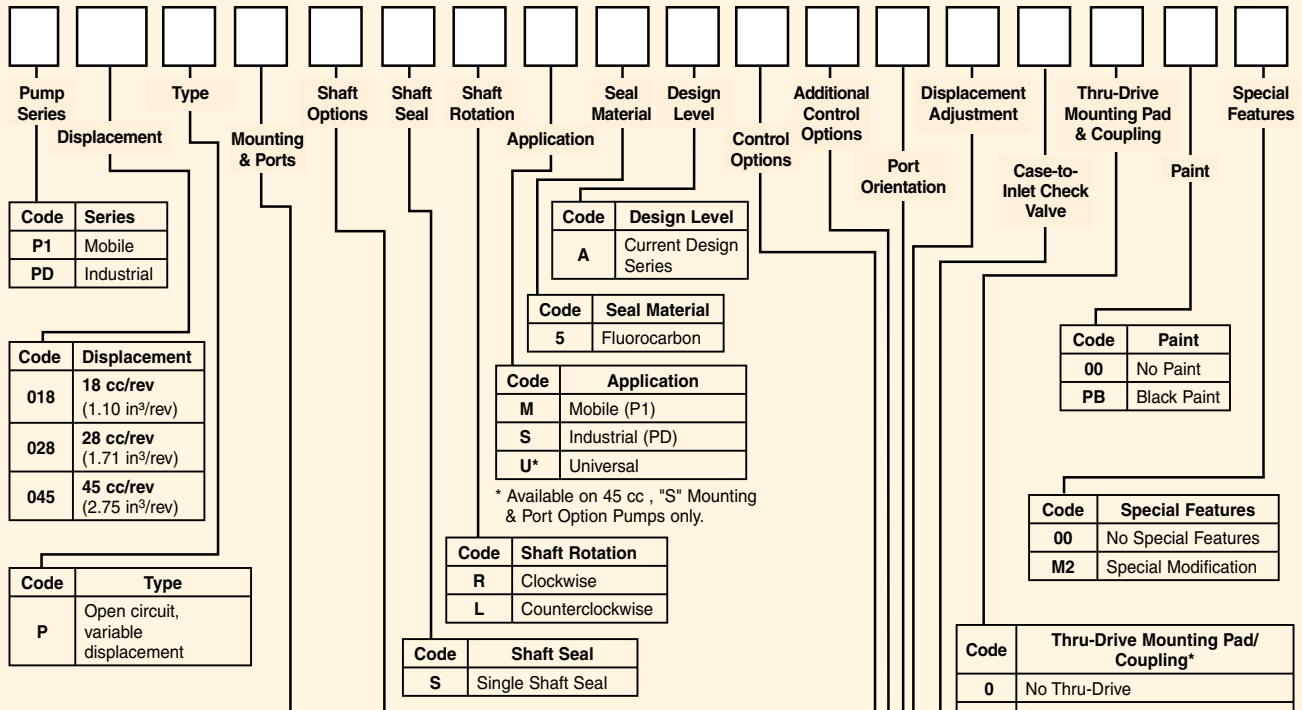 Pump
Series
Displacement
Type
Mounting
& Ports
Shaft
Options
Shaft
Seal
Shaft
Rotation
Application
Seal
Material
Design
Level
Control
Options
Additional
Control
Options
Port
Orientation
Displacement
Adjustment
Case-to-
Inlet Check
Valve
Thru-Drive
Mounting Pad
& Coupling
Paint
Special
Features
Code Series
P1 Mobile
PD Industrial
Code Displacement
018 18 cc/rev
(1.10 in³/rev)
028 28 cc/rev
(1.71 in³/rev)
045 45 cc/rev
(2.75 in³/rev)
Code Type
P Open circuit,
variable
displacement
Code Design Level
A Current Design
Series
Code Seal Material
5 Fluorocarbon
Code Application
M Mobile (P1)
S Industrial (PD)
U* Universal
* Available on 45 cc , "S" Mounting
& Port Option Pumps only.
Code Shaft Rotation
R Clockwise
L Counterclockwise
Code Shaft Seal
S Single Shaft Seal
Code Paint
00 No Paint
PB Black Paint
Code Special Features
00 No Special Features
M2 Special Modification
Code Thru-Drive Mounting Pad/
Coupling*
0 No Thru-Drive